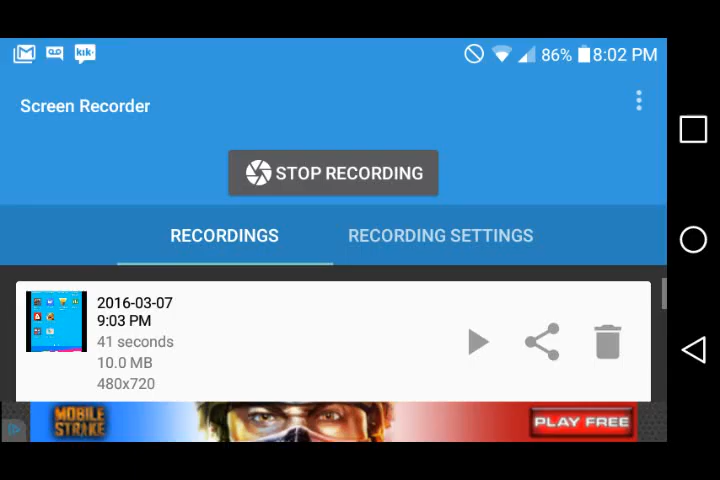 kik·
86% 8:02 PM
Screen Recorder
STOP RECORDING
RECORDINGS
RECORDING SETTINGS
2016-03-07
9:03 PM
41 seconds
10.0 MB
480x720
MOBILE
STRIKE
PLAY FREE